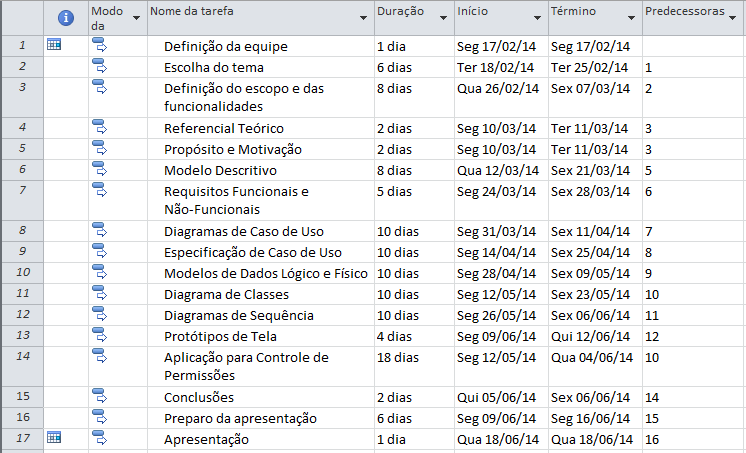 Modo da Nome da tarefa Duração Início Término Predecessoras
1 Definição da equipe 1 dia Seg 17/02/14 Seg 17/02/14
2 Escolha do tema 6 dias Ter 18/02/14 Ter 25/02/14 1
3 Definição do escopo e das funcionalidades 8 dias Qua 26/02/14 Sex 07/03/14 2
4 Referencial Teórico 2 dias Seg 10/03/14 Ter 11/03/14 3
5 Propósito e Motivação 2 dias Seg 10/03/14 Ter 11/03/14 3
6 Modelo Descritivo 8 dias Qua 12/03/14 Sex 21/03/14 5
7 Requisitos Funcionais e Não-Funcionais 5 dias Seg 24/03/14 Sex 28/03/14 6
8 Diagramas de Caso de Uso 10 dias Seg 31/03/14 Sex 11/04/14 7
9 Especificação de Caso de Uso 10 dias Seg 14/04/14 Sex 25/04/14 8
10 Modelos de Dados Lógico e Físico 10 dias Seg 28/04/14 Sex 09/05/14 9
11 Diagrama de Classes 10 dias Seg 12/05/14 Sex 23/05/14 10
12 Diagramas de Sequência 10 dias Seg 26/05/14 Sex 06/06/14 11
13 Protótipos de Tela 4 dias Seg 09/06/14 Qui 12/06/14 12
14 Aplicação para Controle de Permissões 18 dias Seg 12/05/14 Qua 04/06/14 10
15 Conclusões 2 dias Qui 05/06/14 Sex 06/06/14 14
16 Preparo da apresentação 6 dias Seg 09/06/14 Seg 16/06/14 15
17 Apresentação 1 dia Qua 18/06/14 Qua 18/06/14 16